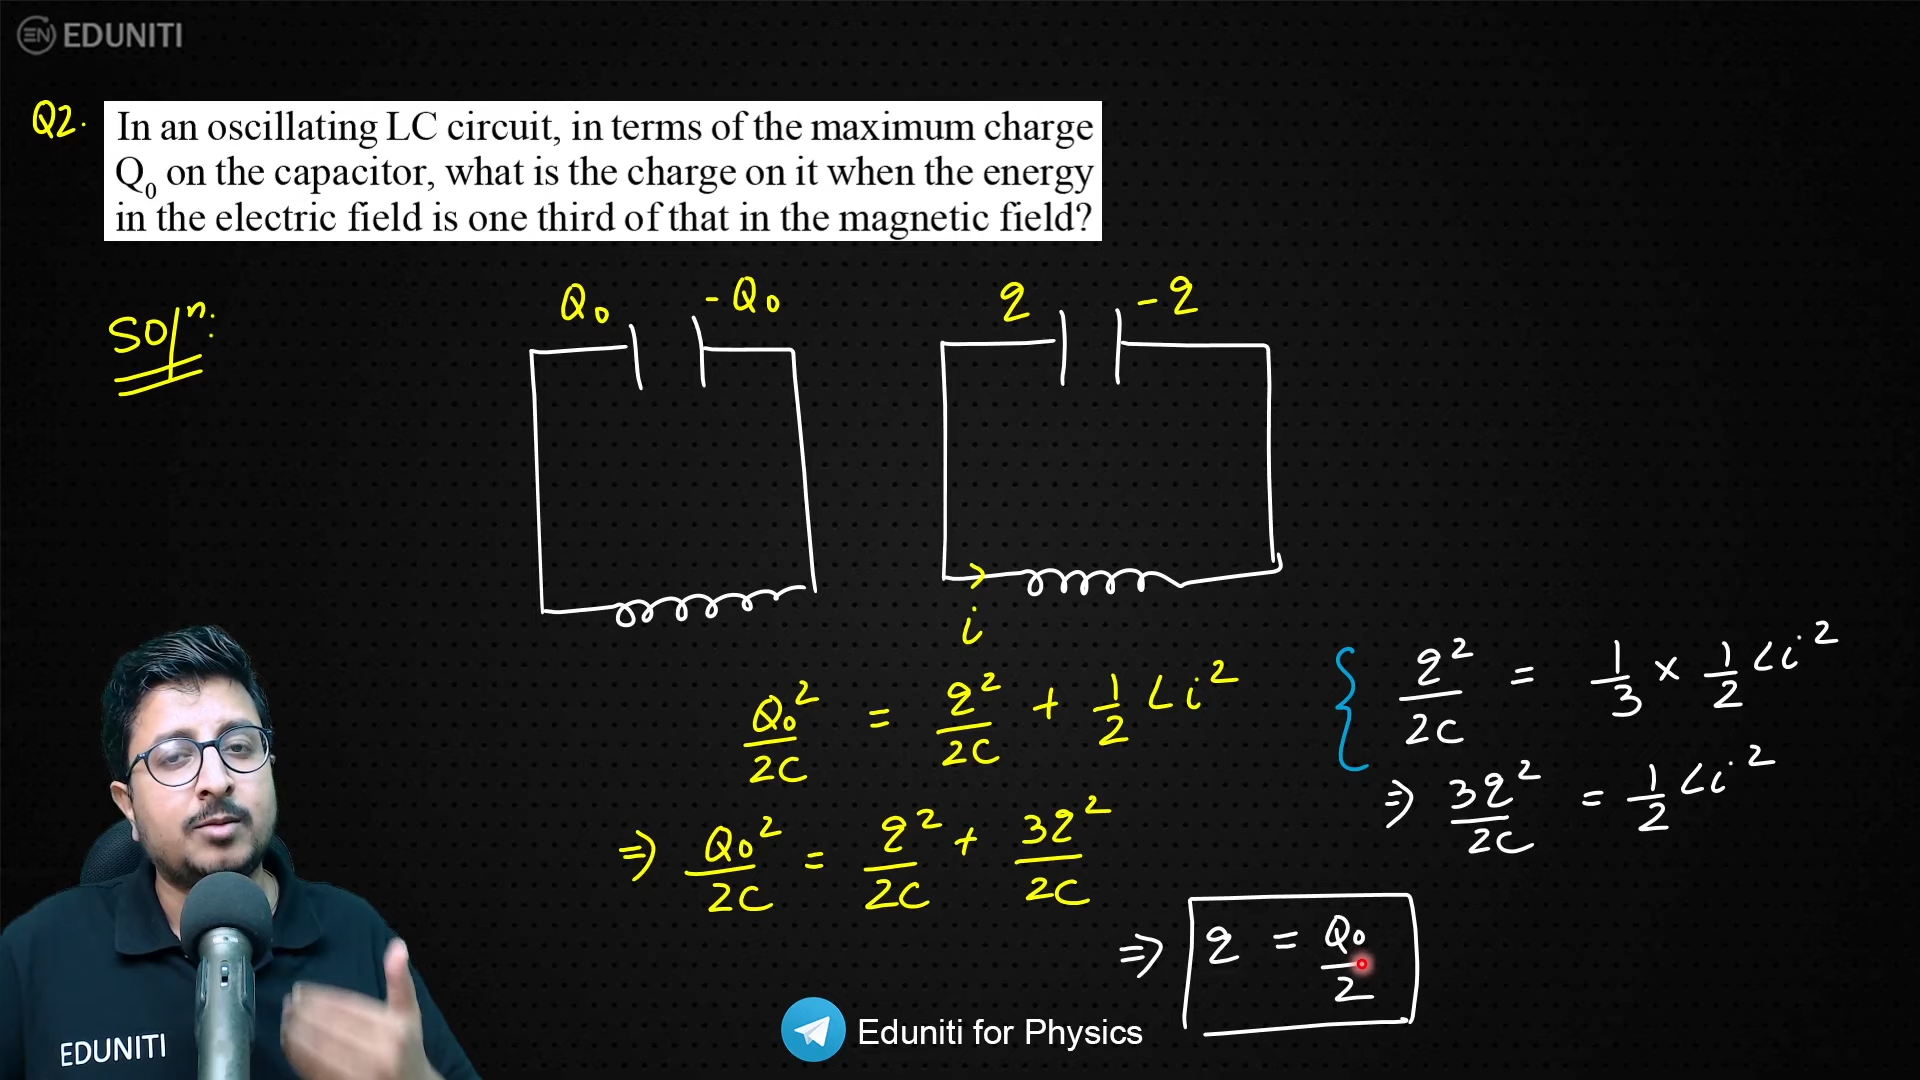 EN EDUNITI
Q2.
In an oscillating LC circuit, in terms of the maximum charge
Q₀ on the capacitor, what is the charge on it when the energy
in the electric field is one third of that in the magnetic field?
Solⁿ:
Q₀ -Q₀
q -q
i
Q₀²/2C = q²/2C + 1/2 Li²
{ q²/2C = 1/3 × 1/2 Li²
⇒ 3q²/2C = 1/2 Li²
⇒ Q₀²/2C = q²/2C + 3q²/2C
⇒ q = Q₀/2
EDUNITI
Eduniti for Physics